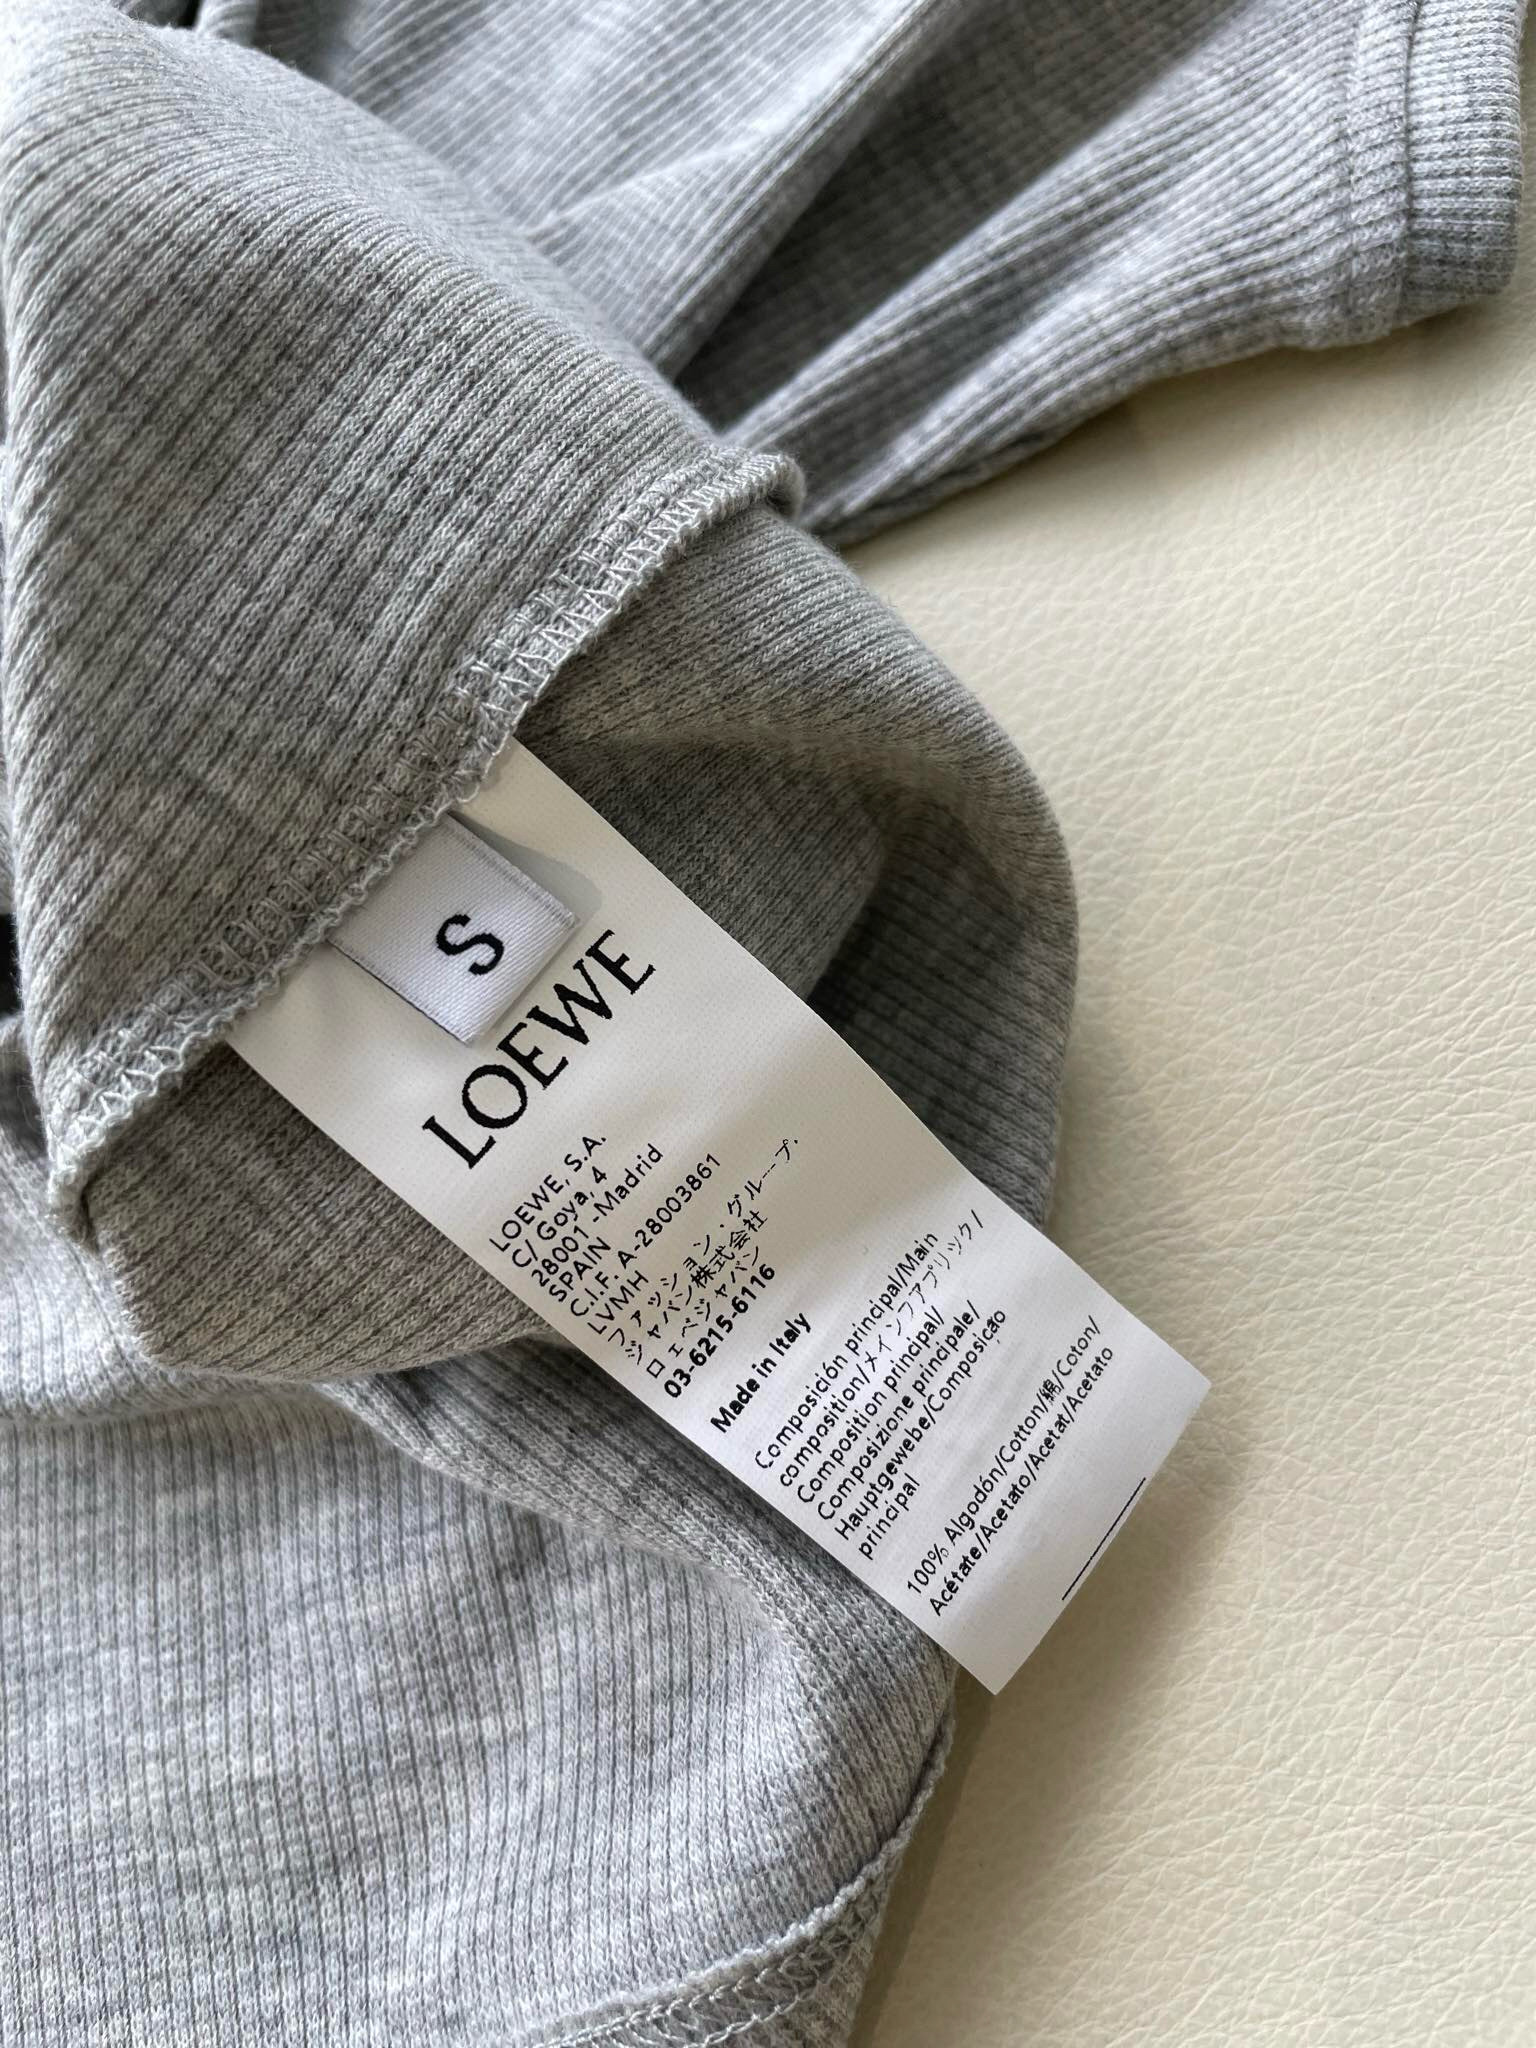 S
LOEWE
LOEWE, S.A.
C/ Goya, 4
28001 -Madrid
SPAIN
C.I.F. A-28003861
LVMH
ファッション・グループ・
ジャパン株式会社
ロェベジャパン
03-6215-6116
Made in Italy
Composición principal/Main
composition/メインファアプリック/
Composition principal/
Composizione principale/
Hauptgewebe/Composição
principal
100% Algodón/Cotton/綿/Coton/
Acétate/Acetato/Acetat/Acetato